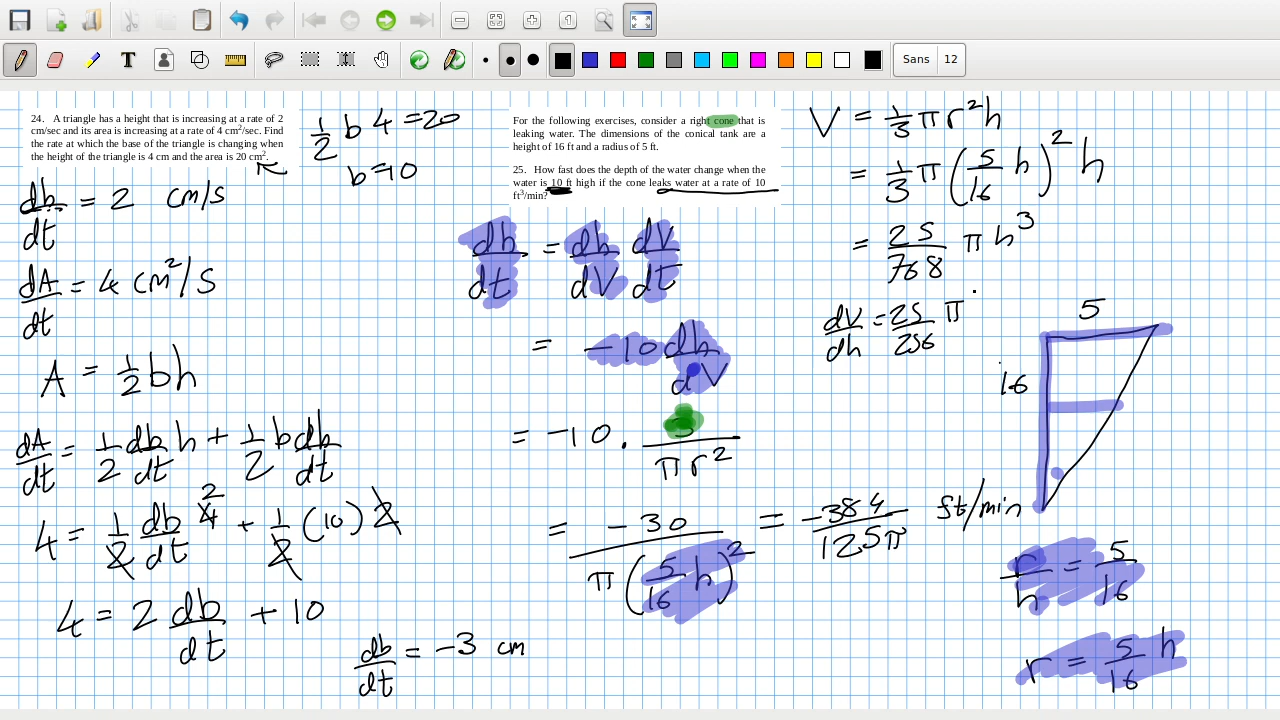 Sans 12
24. A triangle has a height that is increasing at a rate of 2
cm/sec and its area is increasing at a rate of 4 cm²/sec. Find
the rate at which the base of the triangle is changing when
the height of the triangle is 4 cm and the area is 20 cm².
1/2 b 4 = 20
b = 10
dh/dt = 2 cm/s
dA/dt = 4 cm²/s
A = 1/2 bh
dA/dt = 1/2 db/dt h + 1/2 b dh/dt
4 = 1/2 db/dt 4 2 + 1/2 (10) 2
4 = 2 db/dt + 10
db/dt = -3 cm
For the following exercises, consider a right cone that is
leaking water. The dimensions of the conical tank are a
height of 16 ft and a radius of 5 ft.
25. How fast does the depth of the water change when the
water is 10 ft high if the cone leaks water at a rate of 10
ft³/min?
dh/dt = dh/dV dV/dt
= -10 dh/dV
= -10 . 3/πr²
= -30/π(5/16 h)² = -384/125π ft/min
V = 1/3 πr²h
= 1/3 π(5/16 h)² h
= 25/768 πh³
dV/dh = 25/256 π
5
16
r/h = 5/16
r = 5/16 h